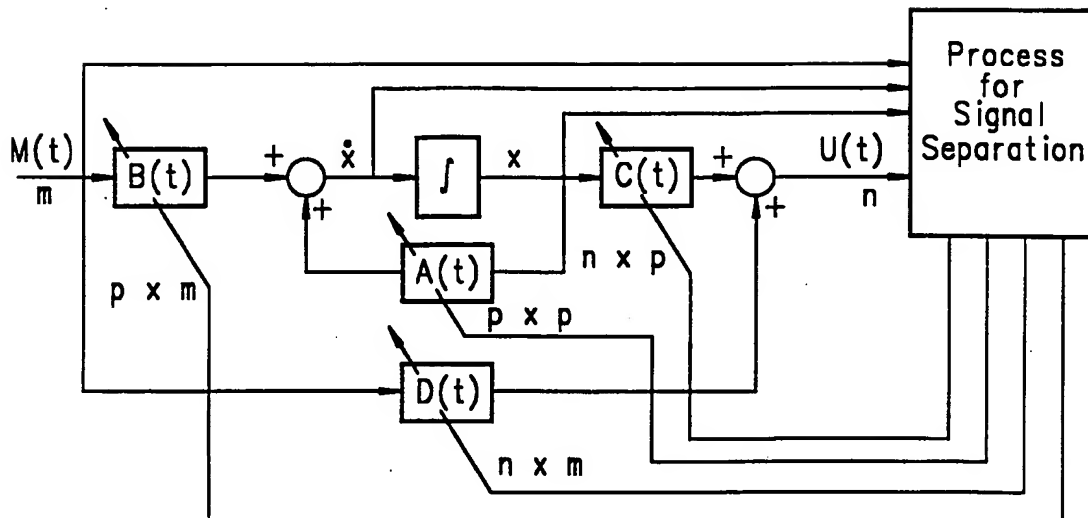 Process
for
Signal
Separation
M(t)
m
B(t)
+
+
ẋ
∫
x
C(t)
+
+
U(t)
n
A(t)
n x p
p x m
p x p
D(t)
n x m